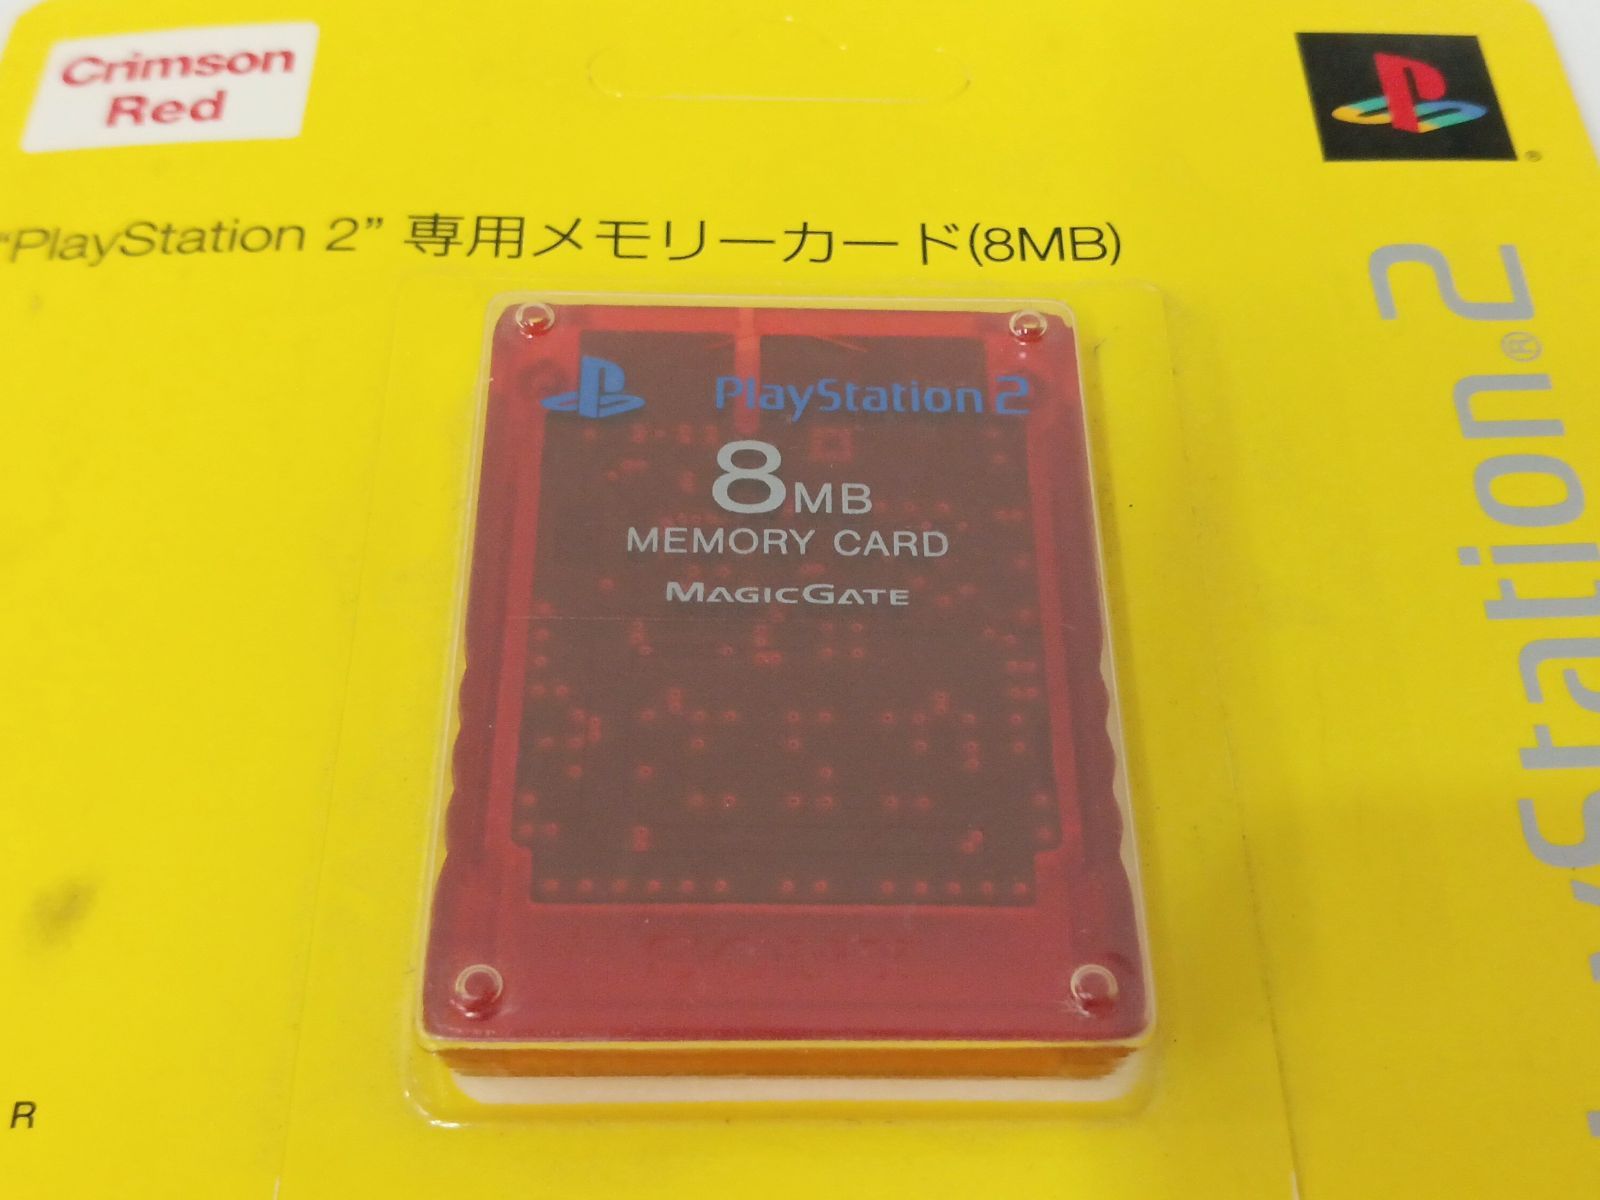 Crimson
Red
®
“PlayStation 2” 専用メモリーカード(8MB)
PlayStation 2
8MB
MEMORY CARD
MAGICGATE
PlayStation®2
R